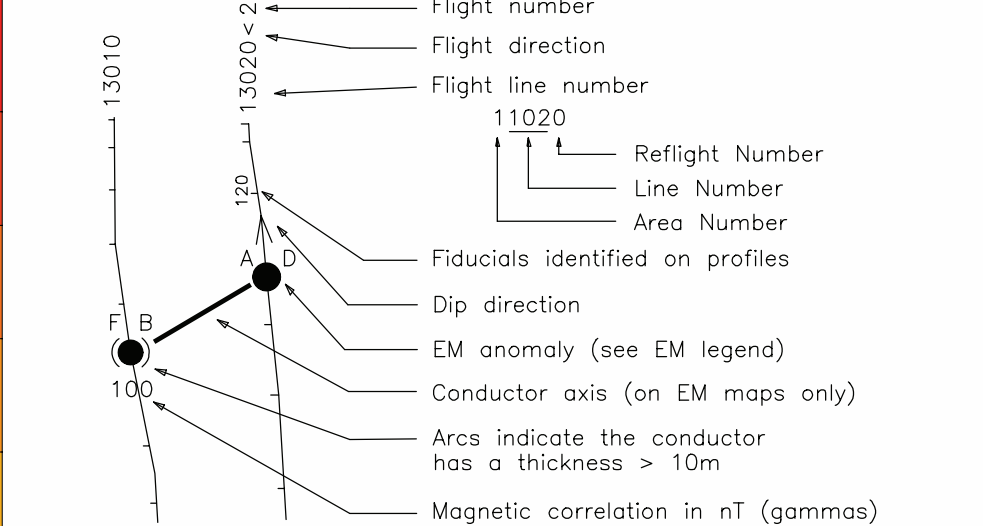 Flight number
Flight direction
Flight line number
13010
13020 < 2
11020
Reflight Number
Line Number
Area Number
120
A D
Fiducials identified on profiles
Dip direction
F B
EM anomaly (see EM legend)
100
Conductor axis (on EM maps only)
Arcs indicate the conductor
has a thickness > 10m
Magnetic correlation in nT (gammas)